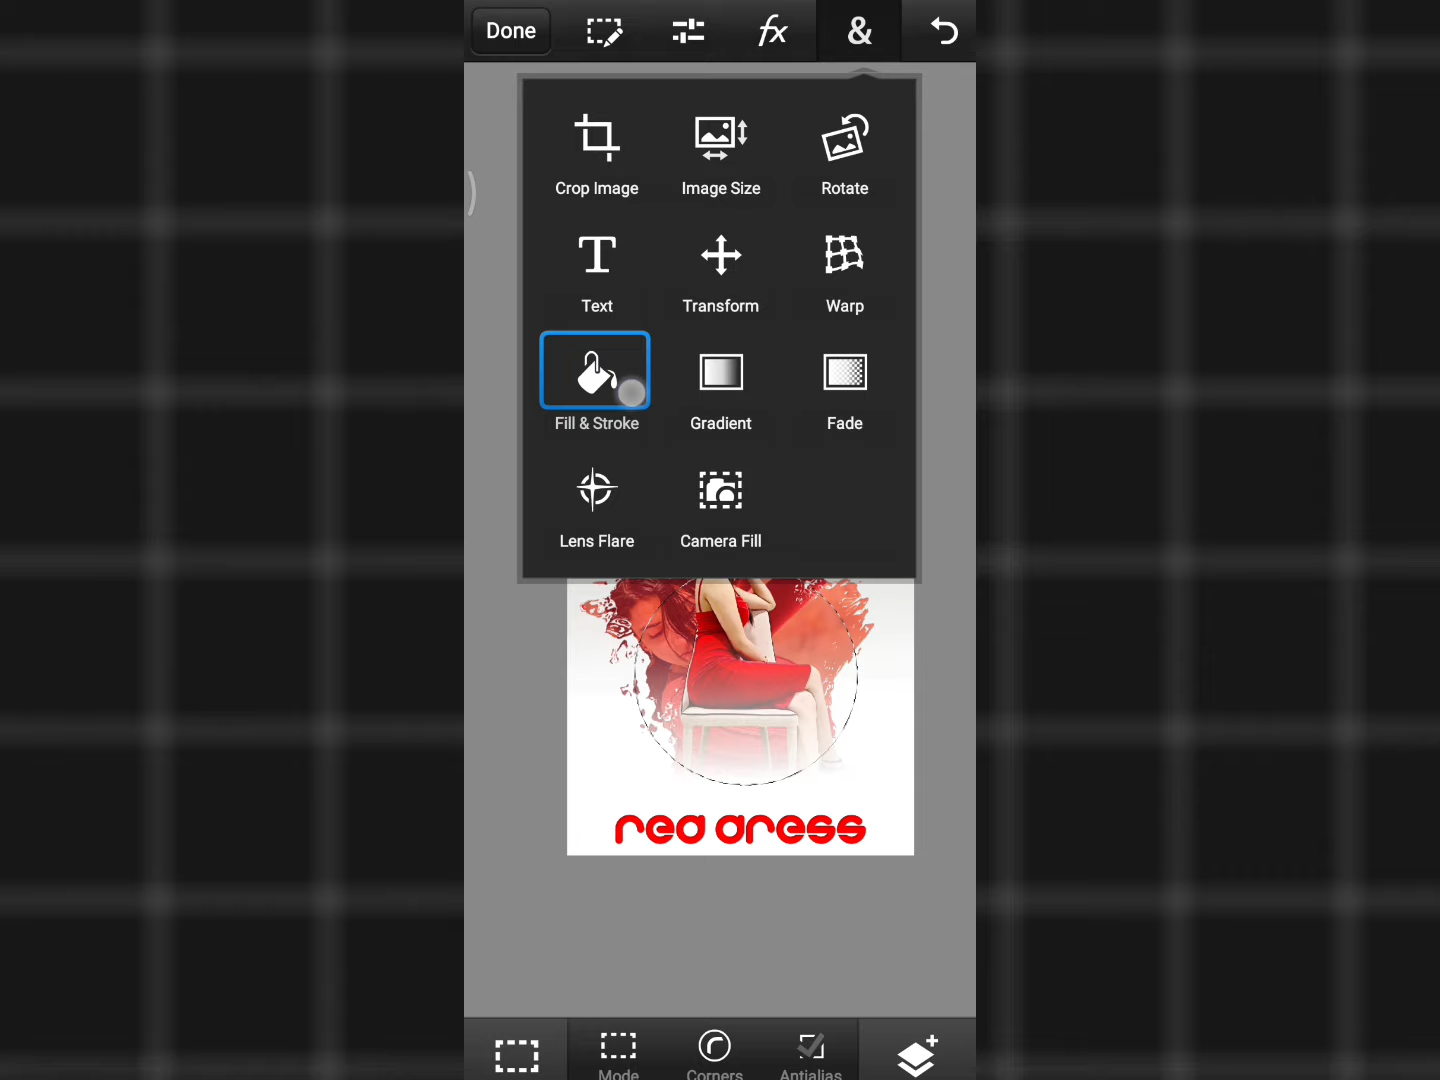 Done fx &
Crop Image Image Size Rotate
Text Transform Warp
Fill & Stroke Gradient Fade
Lens Flare Camera Fill
red dress
Mode Corners Antialias